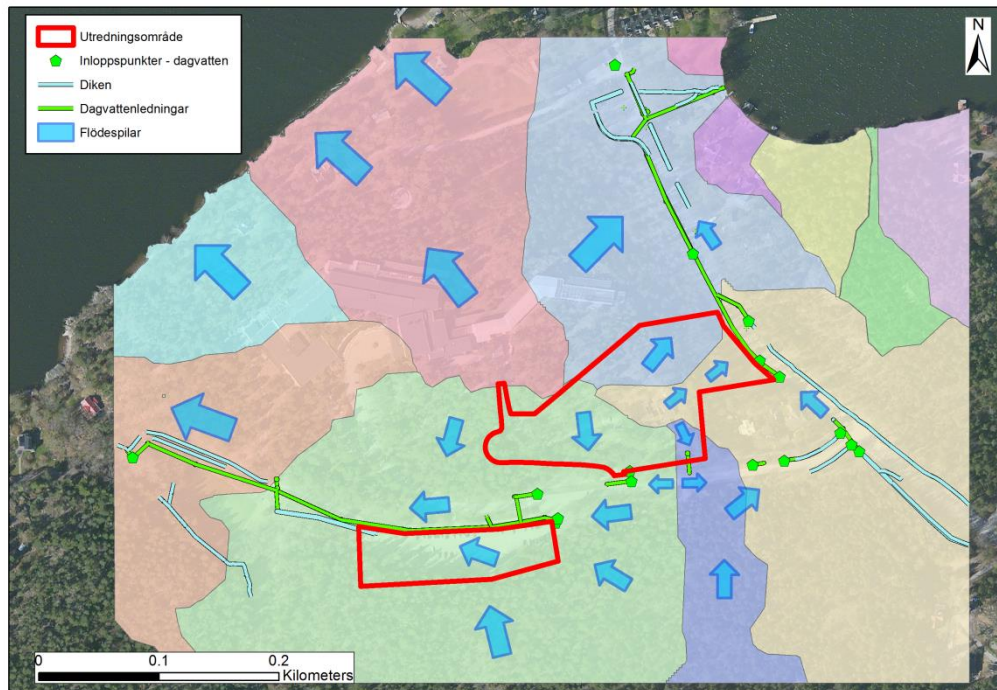 Utredningsområde
Inloppspunkter - dagvatten
Diken
Dagvattenledningar
Flödespilar
N
0 0.1 0.2
Kilometers